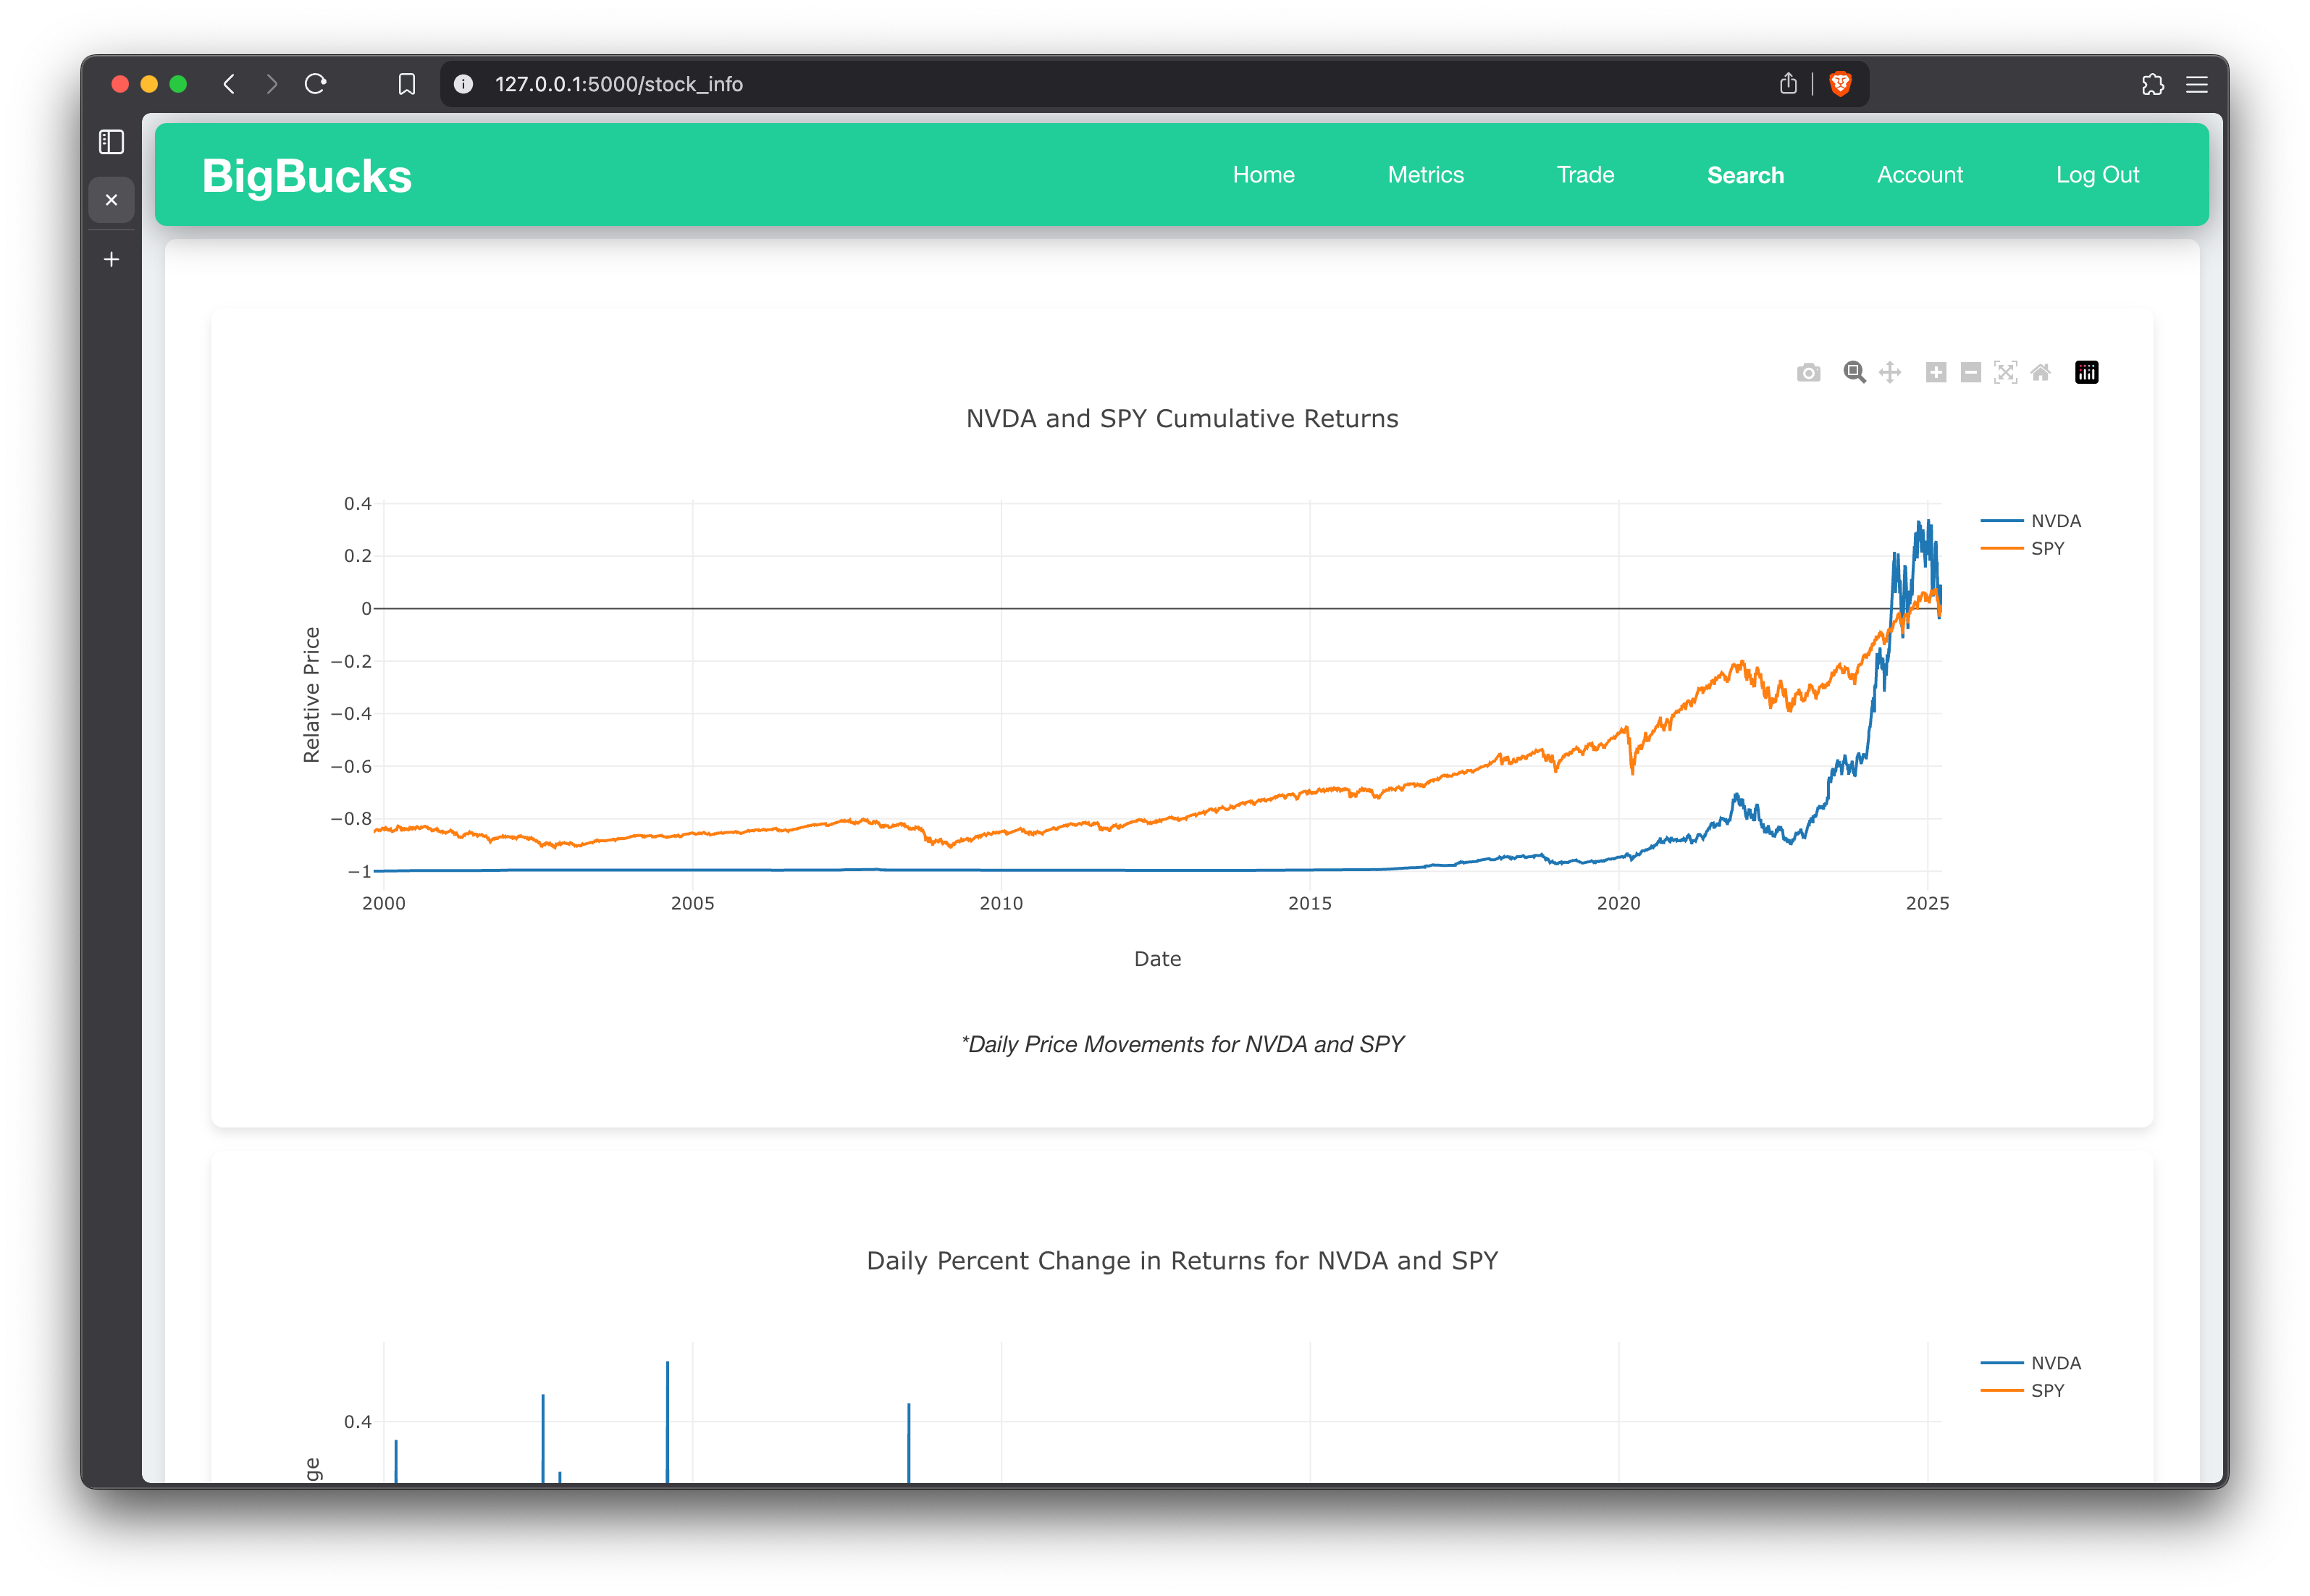 127.0.0.1:5000/stock_info
BigBucks
Home Metrics Trade Search Account Log Out
NVDA and SPY Cumulative Returns
0.4
0.2
0
−0.2
−0.4
−0.6
−0.8
−1
Relative Price
2000 2005 2010 2015 2020 2025
Date
NVDA
SPY
*Daily Price Movements for NVDA and SPY
Daily Percent Change in Returns for NVDA and SPY
0.4
ge
NVDA
SPY